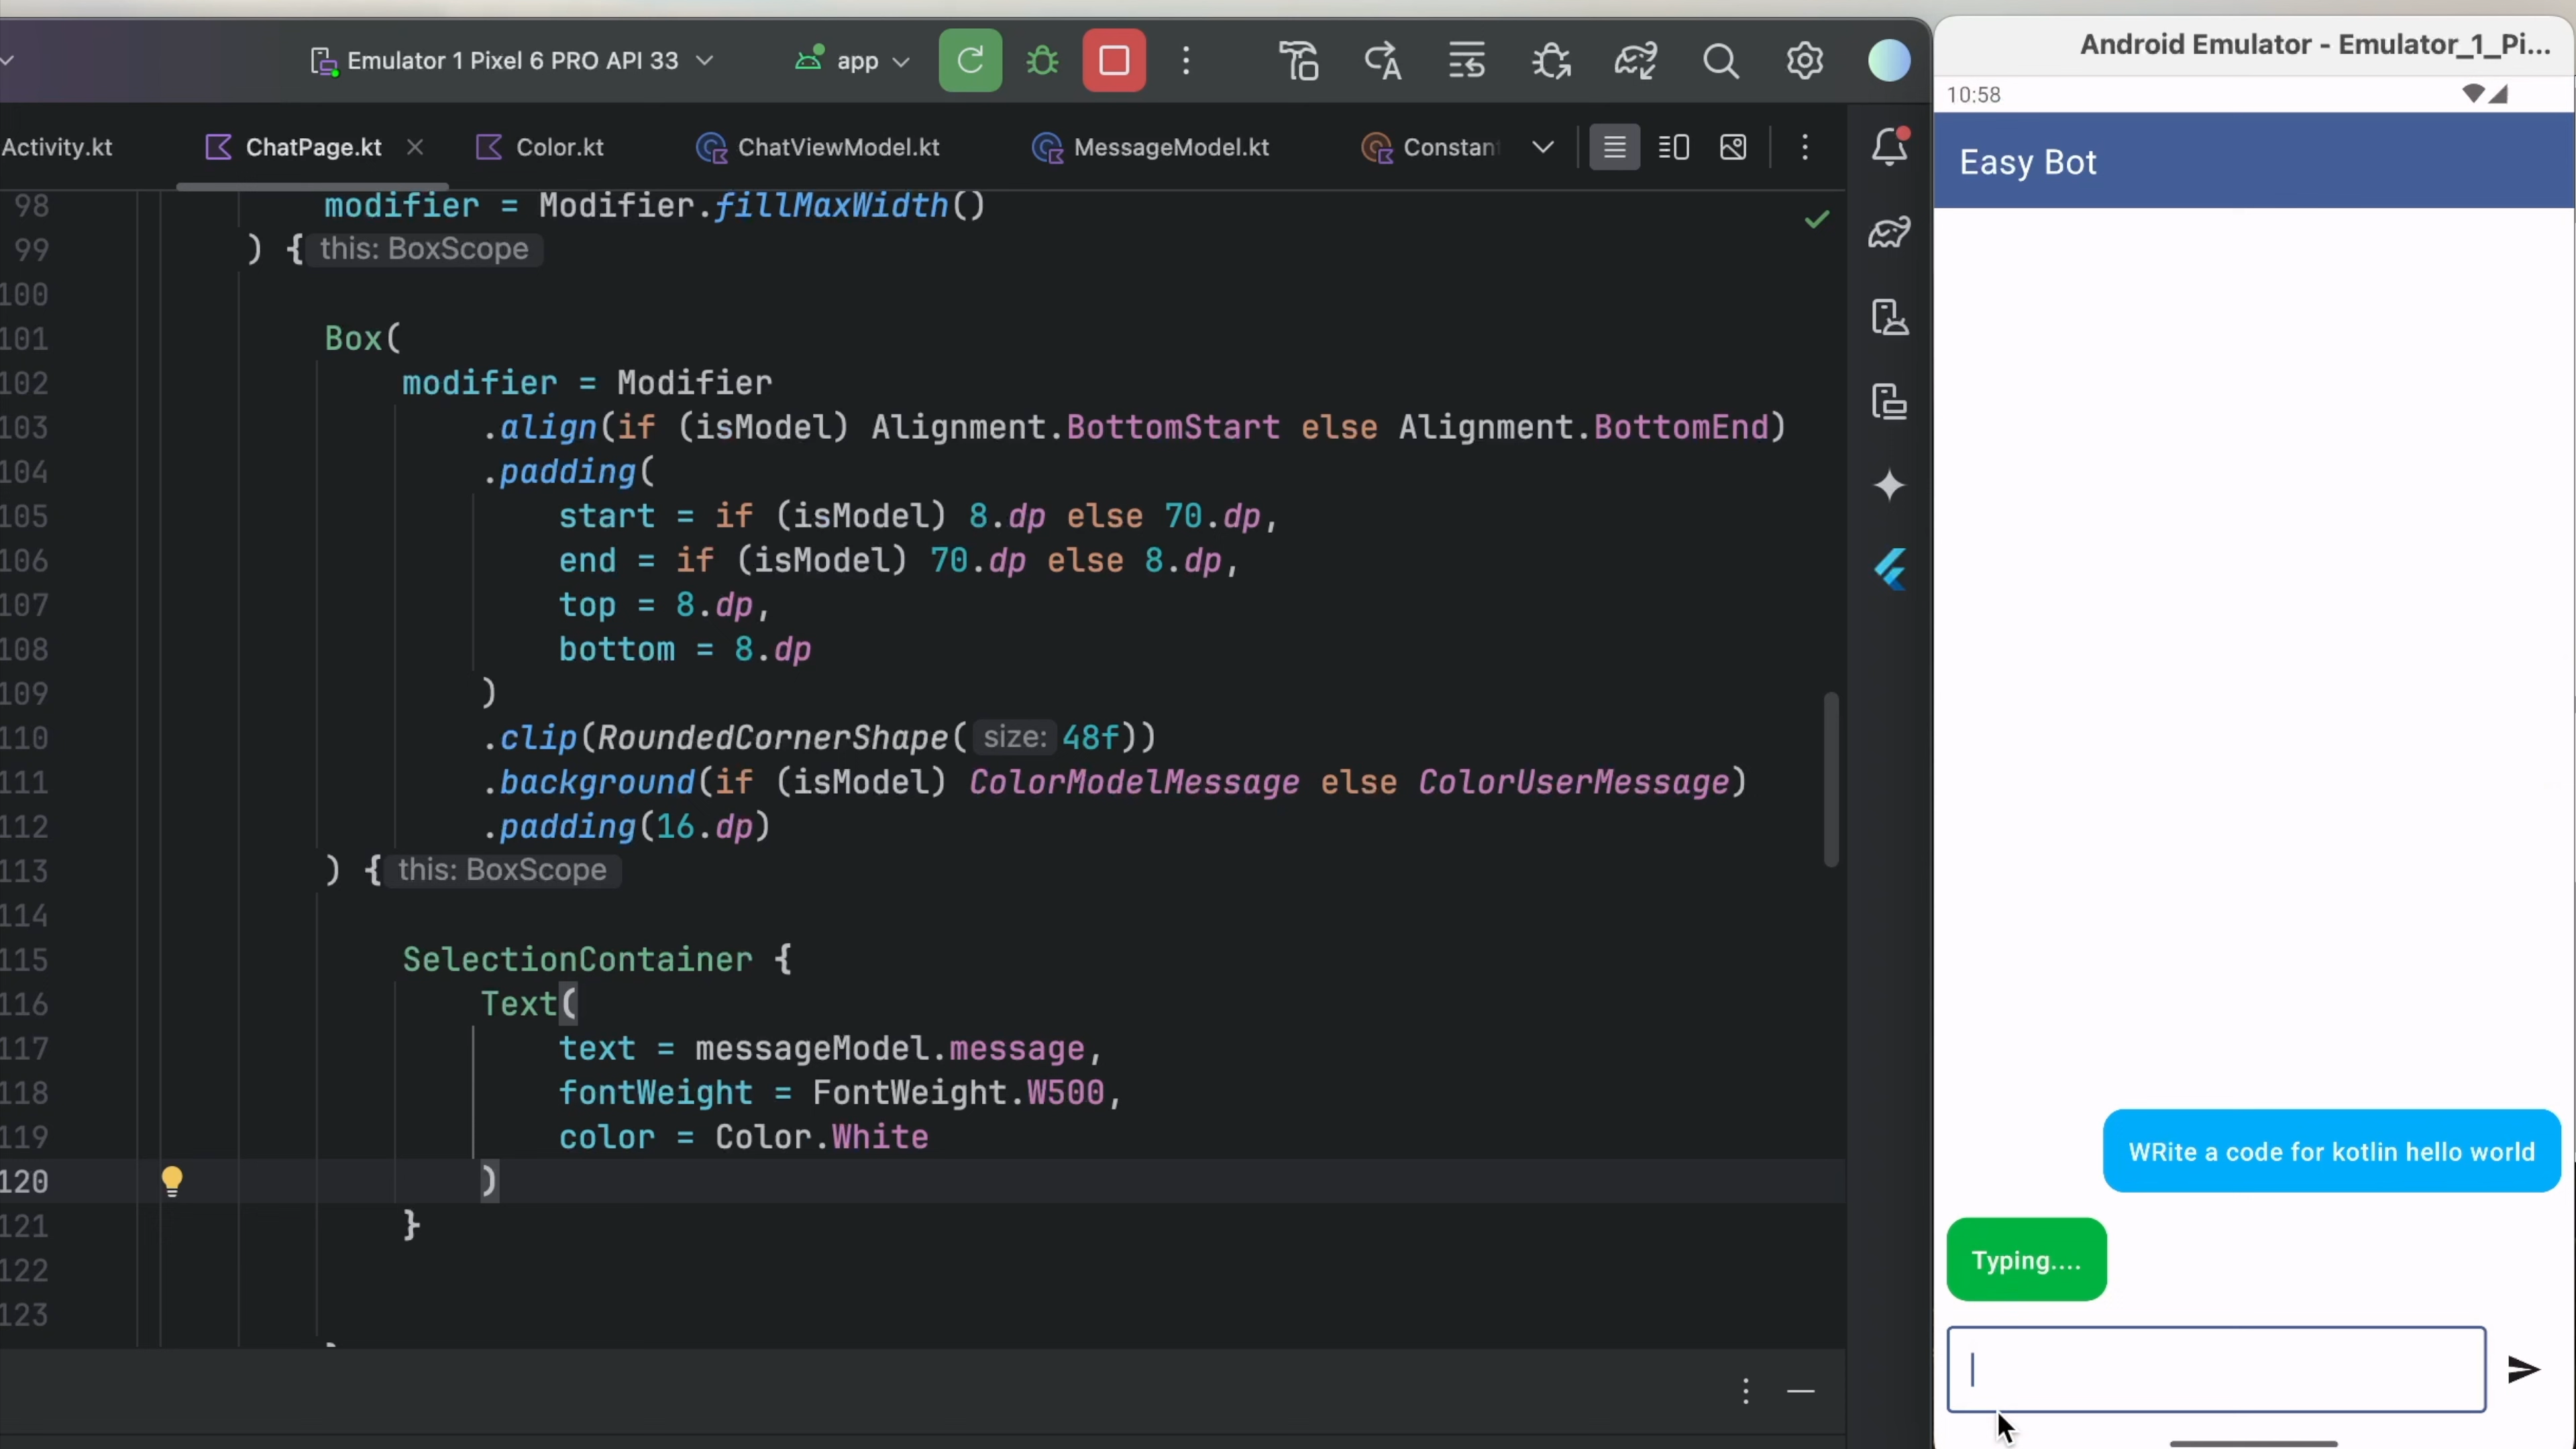 Emulator 1 Pixel 6 PRO API 33
app
Activity.kt
ChatPage.kt
Color.kt
ChatViewModel.kt
MessageModel.kt
Constan
98 modifier = Modifier.fillMaxWidth()
99 ) { this: BoxScope
100
101 Box(
102 modifier = Modifier
103 .align(if (isModel) Alignment.BottomStart else Alignment.BottomEnd)
104 .padding(
105 start = if (isModel) 8.dp else 70.dp,
106 end = if (isModel) 70.dp else 8.dp,
107 top = 8.dp,
108 bottom = 8.dp
109 )
110 .clip(RoundedCornerShape( size: 48f))
111 .background(if (isModel) ColorModelMessage else ColorUserMessage)
112 .padding(16.dp)
113 ) { this: BoxScope
114
115 SelectionContainer {
116 Text(
117 text = messageModel.message,
118 fontWeight = FontWeight.W500,
119 color = Color.White
120 )
121 }
122
123
Android Emulator - Emulator_1_Pi...
10:58
Easy Bot
WRite a code for kotlin hello world
Typing....